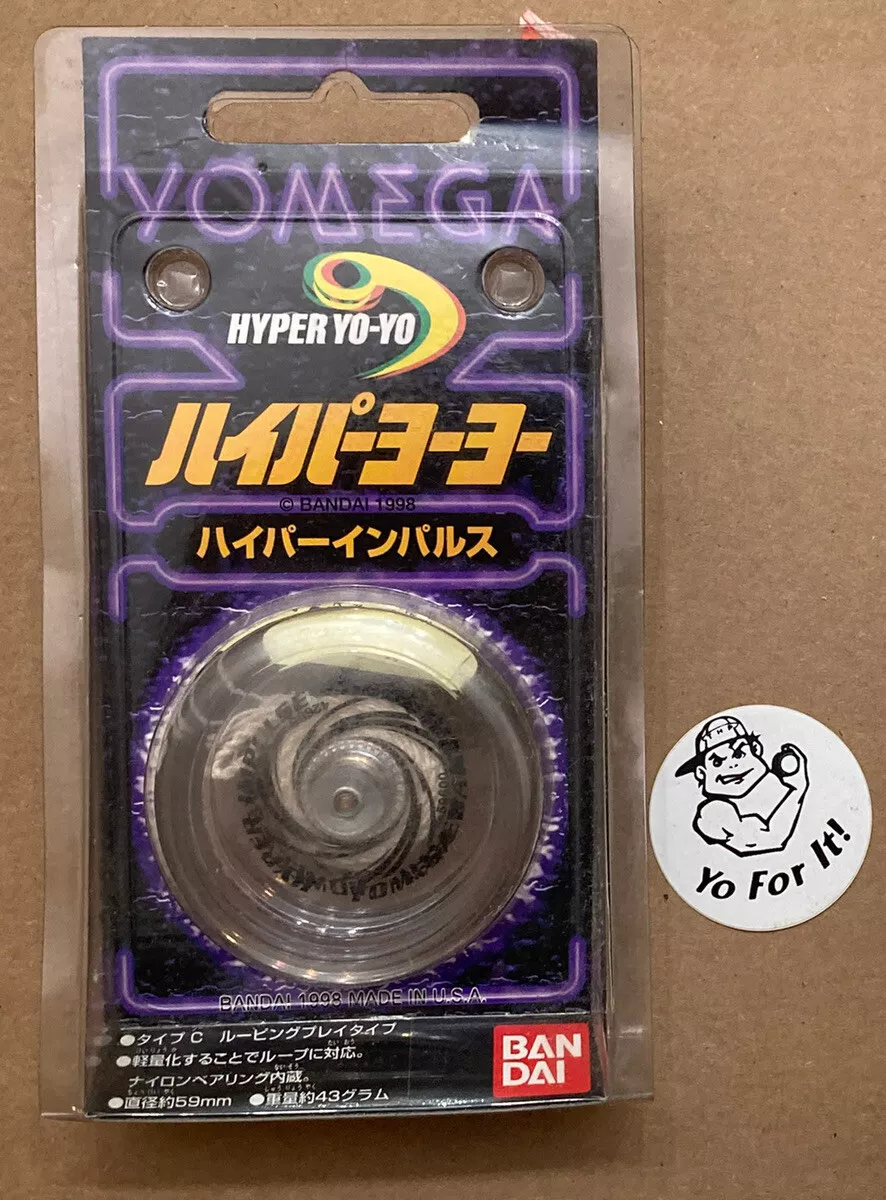 YOMEGA
HYPER YO-YO
ハイパーヨーヨー
© BANDAI 1998
ハイパーインパルス
BANDAI 1998 MADE IN U.S.A.
●タイプC ルーピングプレイタイプ
●軽量化することでループに対応。
ナイロンベアリング内蔵。
●直径約59mm ●重量約43グラム
BAN
DAI
THP
Yo For It!